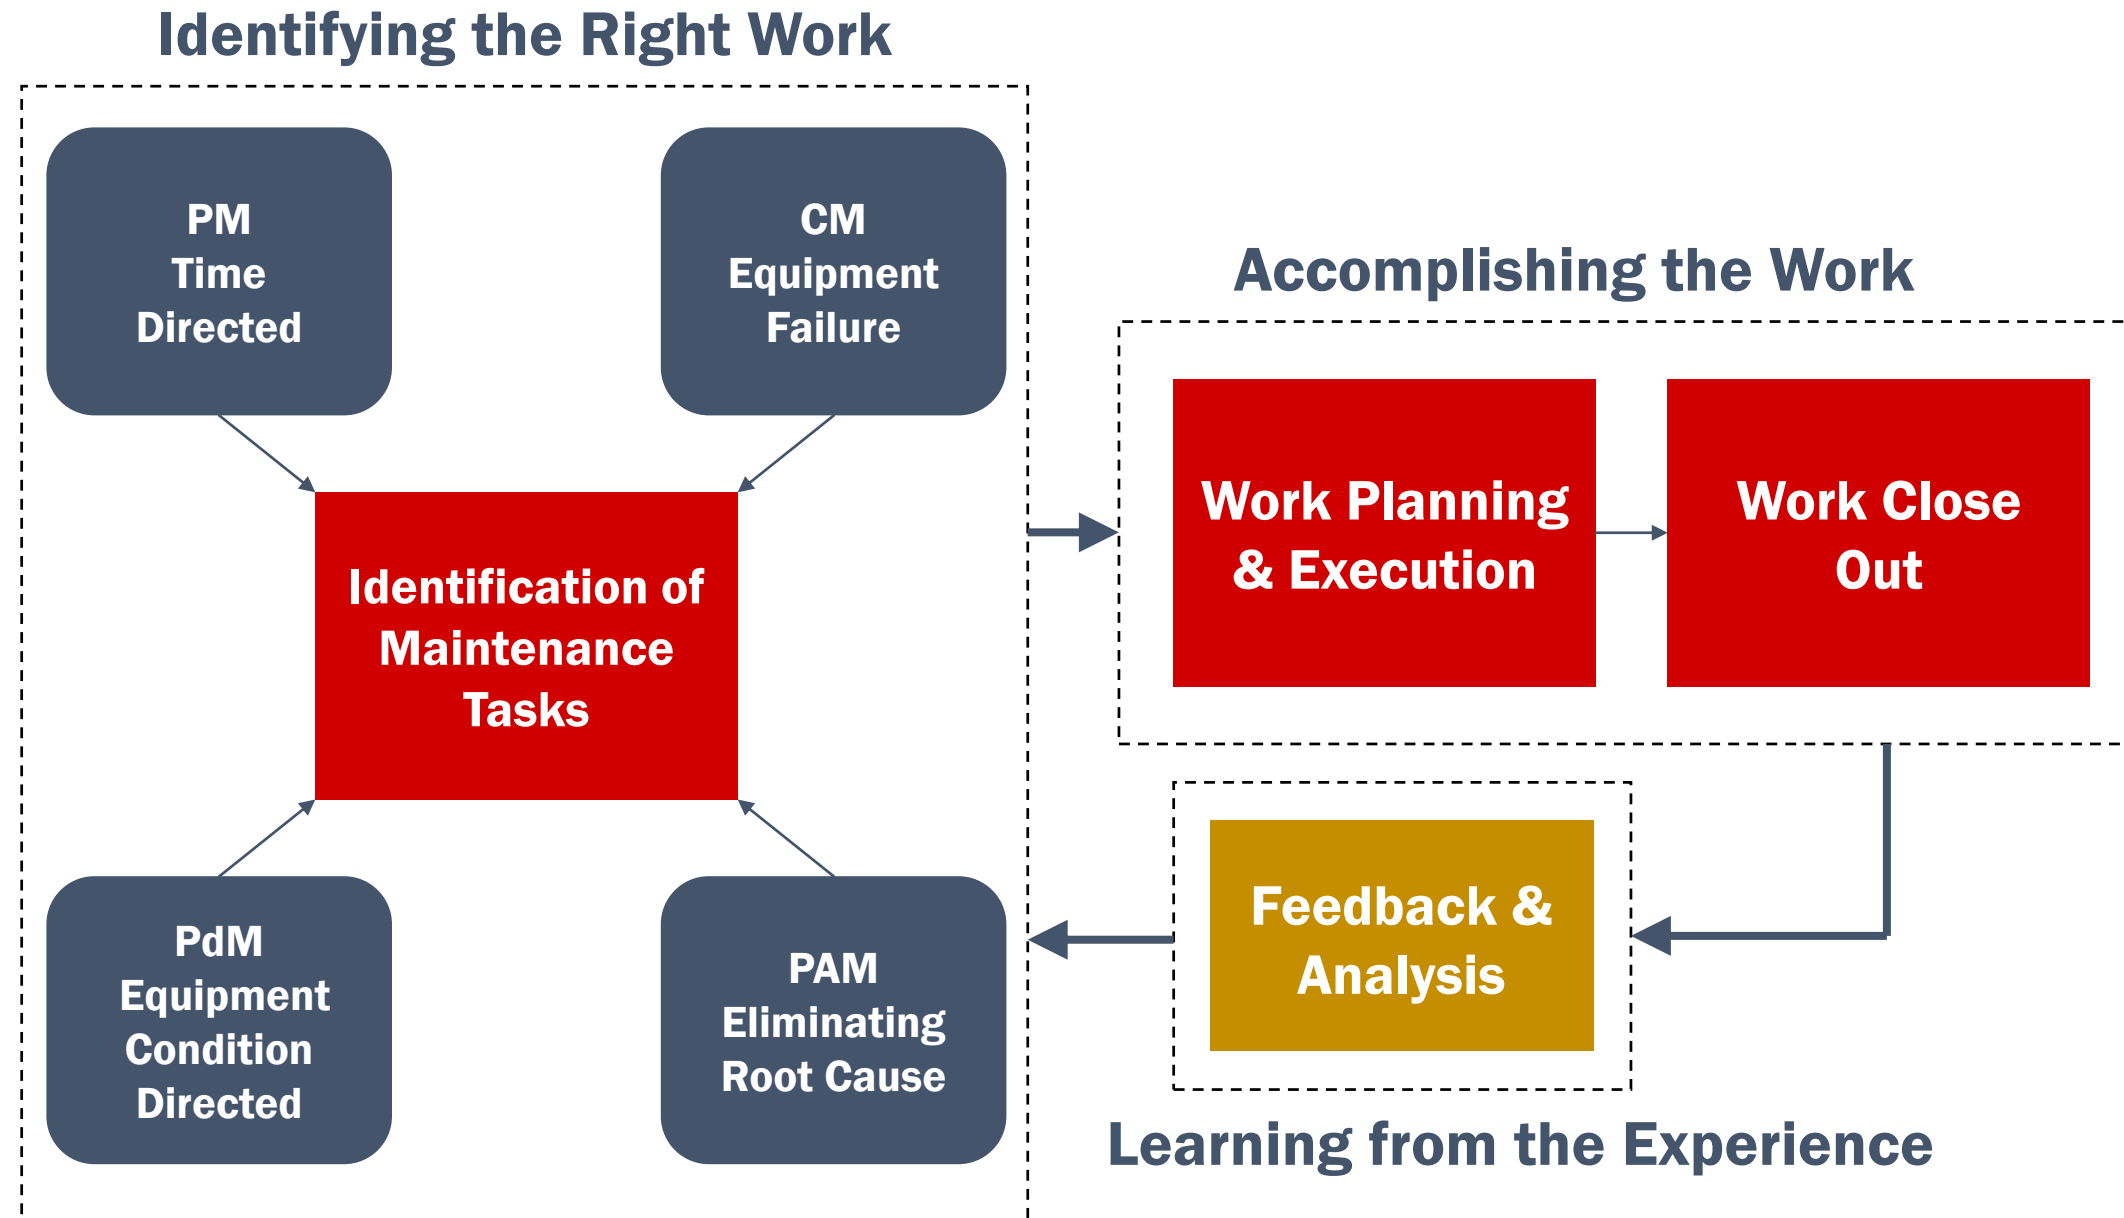 Identifying the Right Work
PM
Time
Directed
CM
Equipment
Failure
Identification of
Maintenance
Tasks
PdM
Equipment
Condition
Directed
PAM
Eliminating
Root Cause
Accomplishing the Work
Work Planning
& Execution
Work Close
Out
Feedback &
Analysis
Learning from the Experience